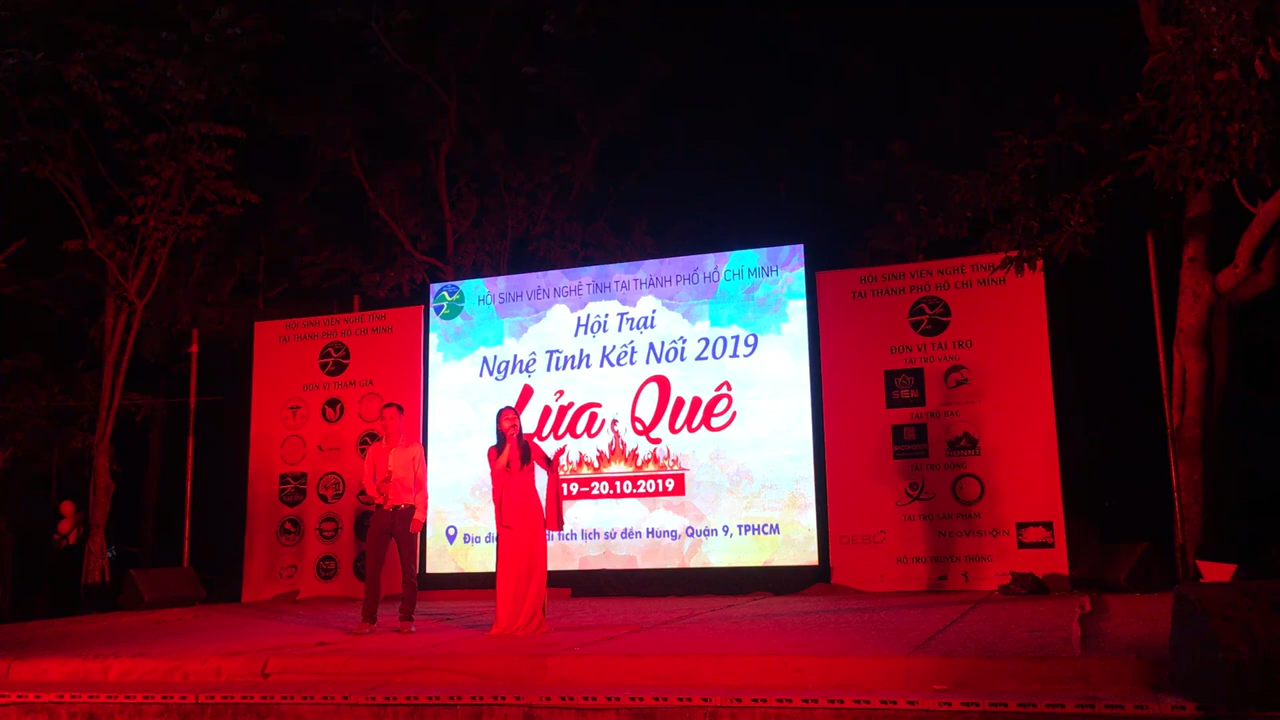 HỘI SINH VIÊN NGHỆ TĨNH
TẠI THÀNH PHỐ HỒ CHÍ MINH
ĐƠN VỊ THAM GIA
HỘI SINH VIÊN NGHỆ TĨNH TẠI THÀNH PHỐ HỒ CHÍ MINH
Hội Trại
Nghệ Tĩnh Kết Nối 2019
Lửa Quê
19-20.10.2019
Địa tích lịch sử đền Hùng, Quận 9, TPHCM
HỘI SINH VIÊN NGHỆ TĨNH
TẠI THÀNH PHỐ HỒ CHÍ MINH
ĐƠN VỊ TÀI TRỢ
TÀI TRỢ VÀNG
SEN
TÀI TRỢ BẠC
TÀI TRỢ ĐỒNG
TÀI TRỢ SẢN PHẨM
NEOVISION
HỖ TRỢ TRUYỀN THÔNG